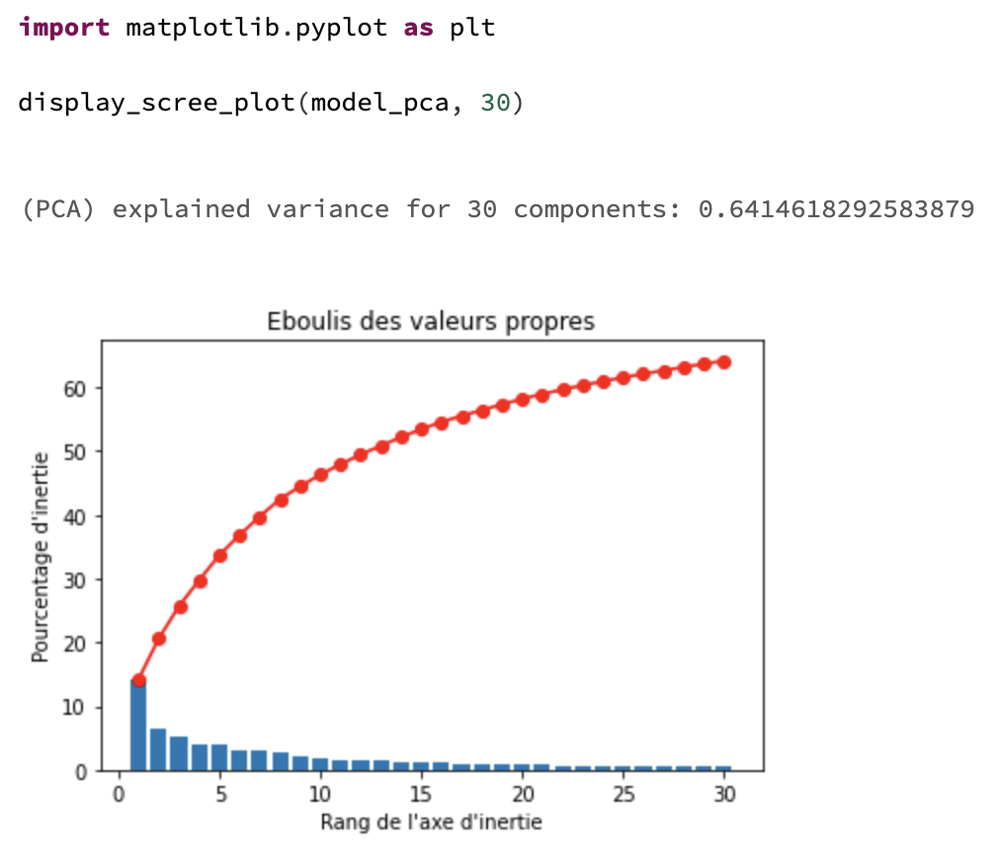 import matplotlib.pyplot as plt
display_scree_plot(model_pca, 30)
(PCA) explained variance for 30 components: 0.6414618292583879
Eboulis des valeurs propres
Pourcentage d'inertie
60
50
40
30
20
10
0
0 5 10 15 20 25 30
Rang de l'axe d'inertie